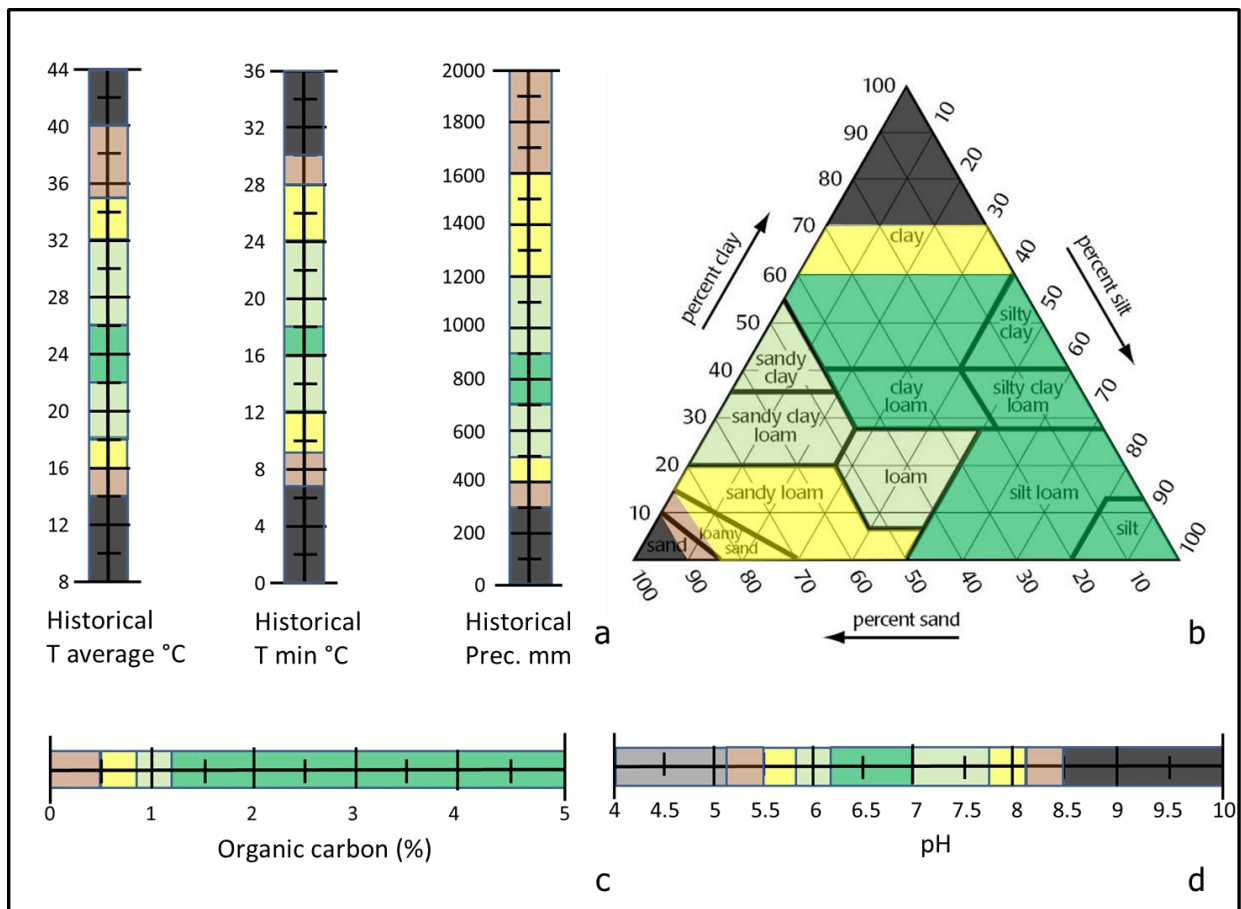 44
40
36
32
28
24
20
16
12
8
Historical
T average °C
36
32
28
24
20
16
12
8
4
0
Historical
T min °C
2000
1800
1600
1400
1200
1000
800
600
400
200
0
Historical
Prec. mm
a
100
90
80
70
60
50
40
30
20
10
percent clay
10
20
30
40
50
60
70
80
90
100
percent silt
clay
silty
clay
sandy
clay
clay
loam
silty clay
loam
sandy clay
loam
loam
sandy loam
silt loam
loamy
sand
sand
silt
100
90
80
70
60
50
40
30
20
10
percent sand
b
0 1 2 3 4 5
Organic carbon (%)
c
4 4.5 5 5.5 6 6.5 7 7.5 8 8.5 9 9.5 10
pH
d